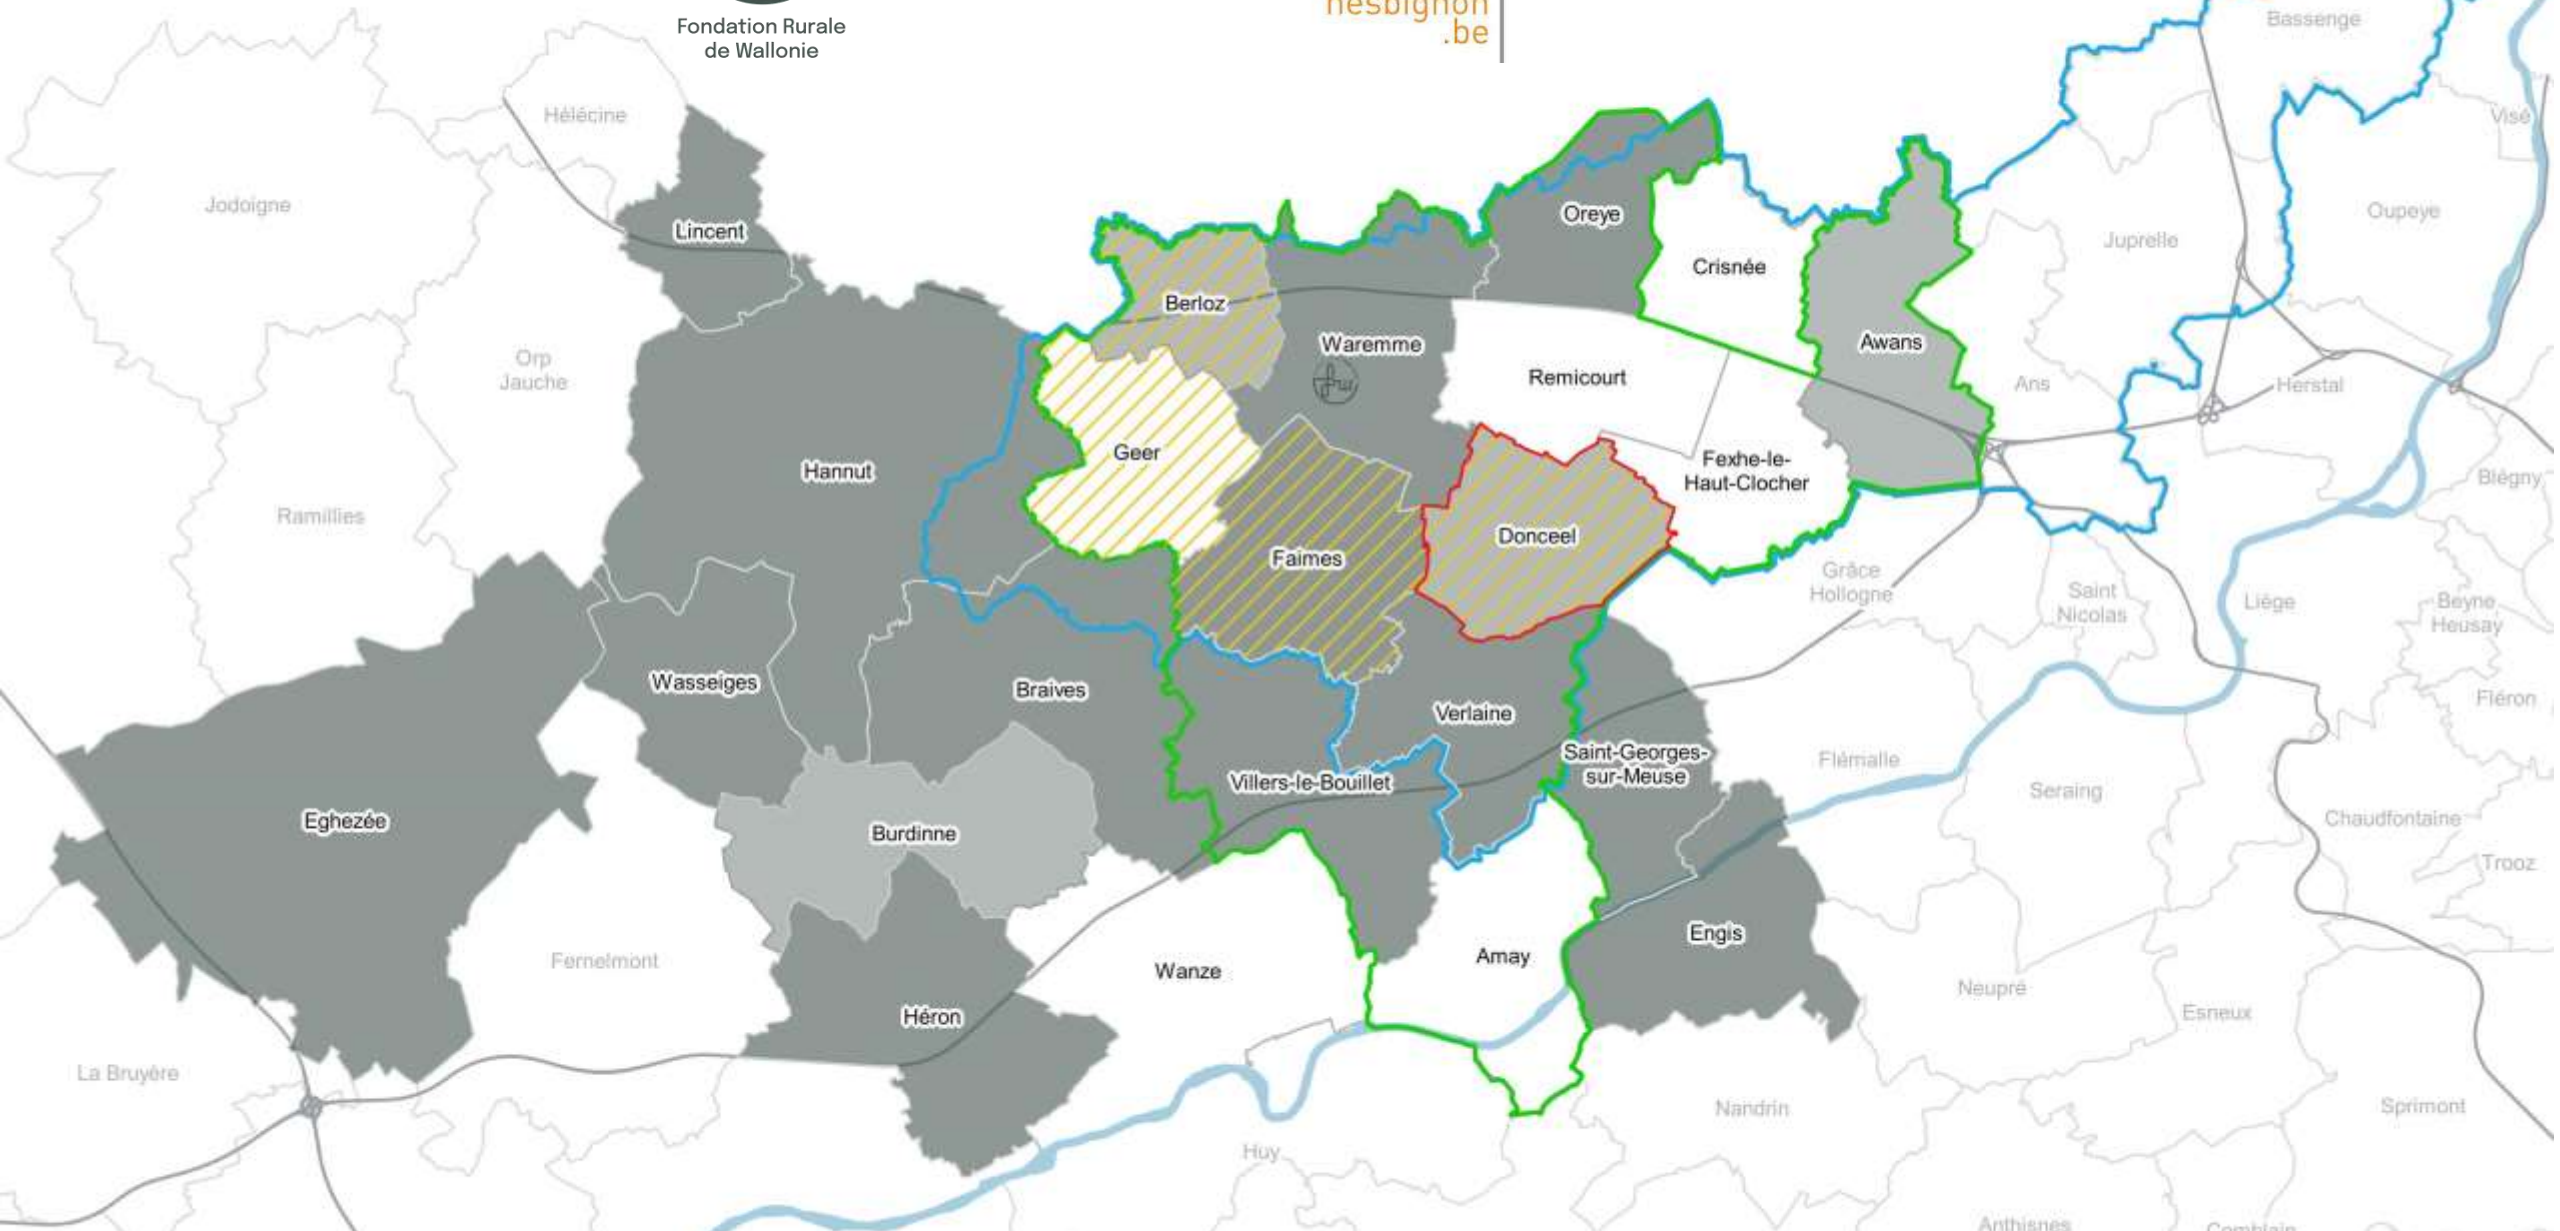 Fondation Rurale
de Wallonie
hesbignon
.be
Bassenge
Hélécine
Visé
Jodoigne
Lincent
Oreye
Oupeye
Juprelle
Crisnée
Berloz
Orp
Jauche
Waremme
Awans
Remicourt
Ans
Herstal
Geer
Hannut
Fexhe-le-
Haut-Clocher
Blégny
Ramillies
Donceel
Faimes
Grâce
Hollogne
Saint
Nicolas
Liège
Beyne
Heusay
Wasseiges
Braives
Verlaine
Fléron
Saint-Georges-
sur-Meuse
Flémalle
Villers-le-Bouillet
Seraing
Eghezée
Burdinne
Chaudfontaine
Trooz
Engis
Fernelmont
Wanze
Amay
Neupré
Héron
Esneux
La Bruyère
Nandrin
Sprimont
Huy
Anthisnes
Comblain